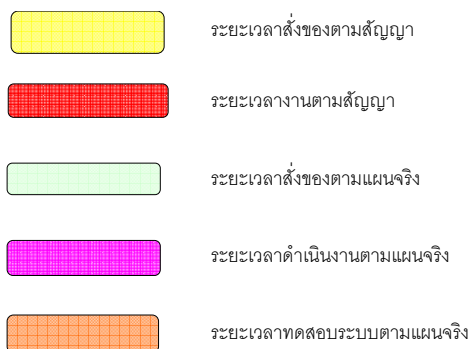 ระยะเวลาสั่งของตามสัญญา
ระยะเวลางานตามสัญญา
ระยะเวลาสั่งของตามแผนจริง
ระยะเวลาดำเนินงานตามแผนจริง
ระยะเวลาทดสอบระบบตามแผนจริง